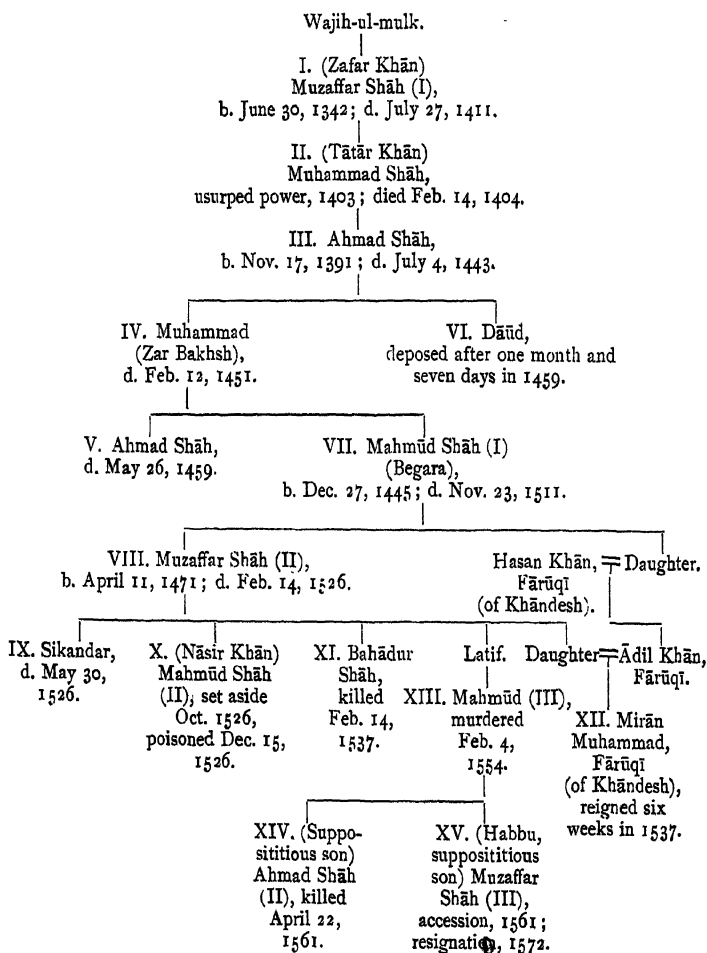 Wajih-ul-mulk.
I. (Zafar Khān)
Muzaffar Shāh (I),
b. June 30, 1342; d. July 27, 1411.
II. (Tātār Khān)
Muhammad Shāh,
usurped power, 1403; died Feb. 14, 1404.
III. Ahmad Shāh,
b. Nov. 17, 1391; d. July 4, 1443.
IV. Muhammad
(Zar Bakhsh),
d. Feb. 12, 1451.
VI. Dāūd,
deposed after one month and
seven days in 1459.
V. Ahmad Shāh,
d. May 26, 1459.
VII. Mahmūd Shāh (I)
(Begara),
b. Dec. 27, 1445; d. Nov. 23, 1511.
VIII. Muzaffar Shāh (II),
b. April 11, 1471; d. Feb. 14, 1526.
Hasan Khān, = Daughter.
Fārūqi
(of Khāndesh).
IX. Sikandar,
d. May 30,
1526.
X. (Nāsir Khān)
Mahmūd Shāh
(II), set aside
Oct. 1526,
poisoned Dec. 15,
1526.
XI. Bahādur
Shāh,
killed
Feb. 14,
1537.
Latif.
XIII. Mahmūd (III),
murdered
Feb. 4,
1554.
Daughter = Ādil Khān,
Fārūqi.
XII. Mirān
Muhammad,
Fārūqi
(of Khāndesh),
reigned six
weeks in 1537.
XIV. (Suppo-
sititious son)
Ahmad Shāh
(II), killed
April 22,
1561.
XV. (Habbu,
supposititious
son) Muzaffar
Shāh (III),
accession, 1561;
resignation, 1572.